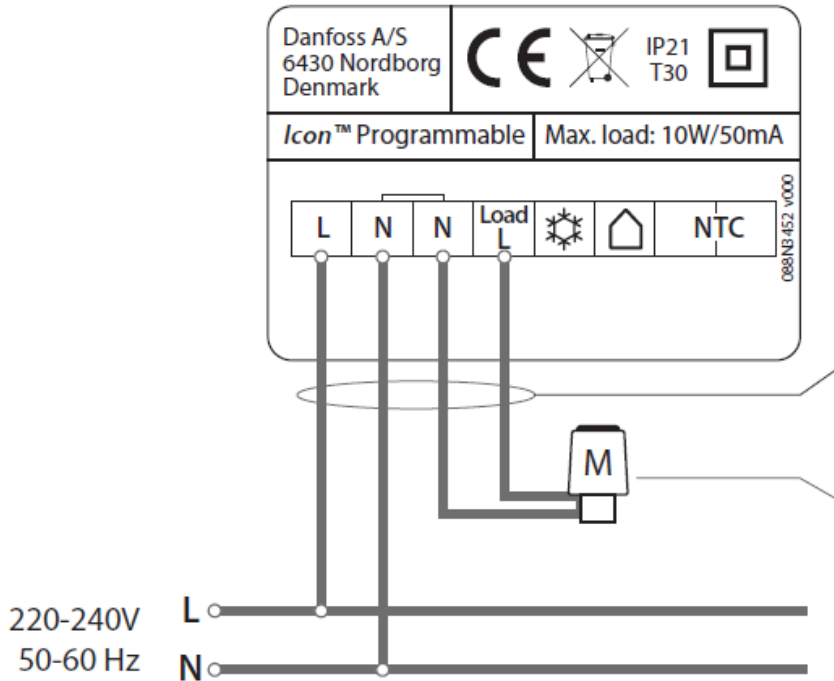 Danfoss A/S
6430 Nordborg
Denmark
CE
IP21
T30
Icon™ Programmable
Max. load: 10W/50mA
L N N Load L NTC
088N3452 v000
M
220-240V L
50-60 Hz N